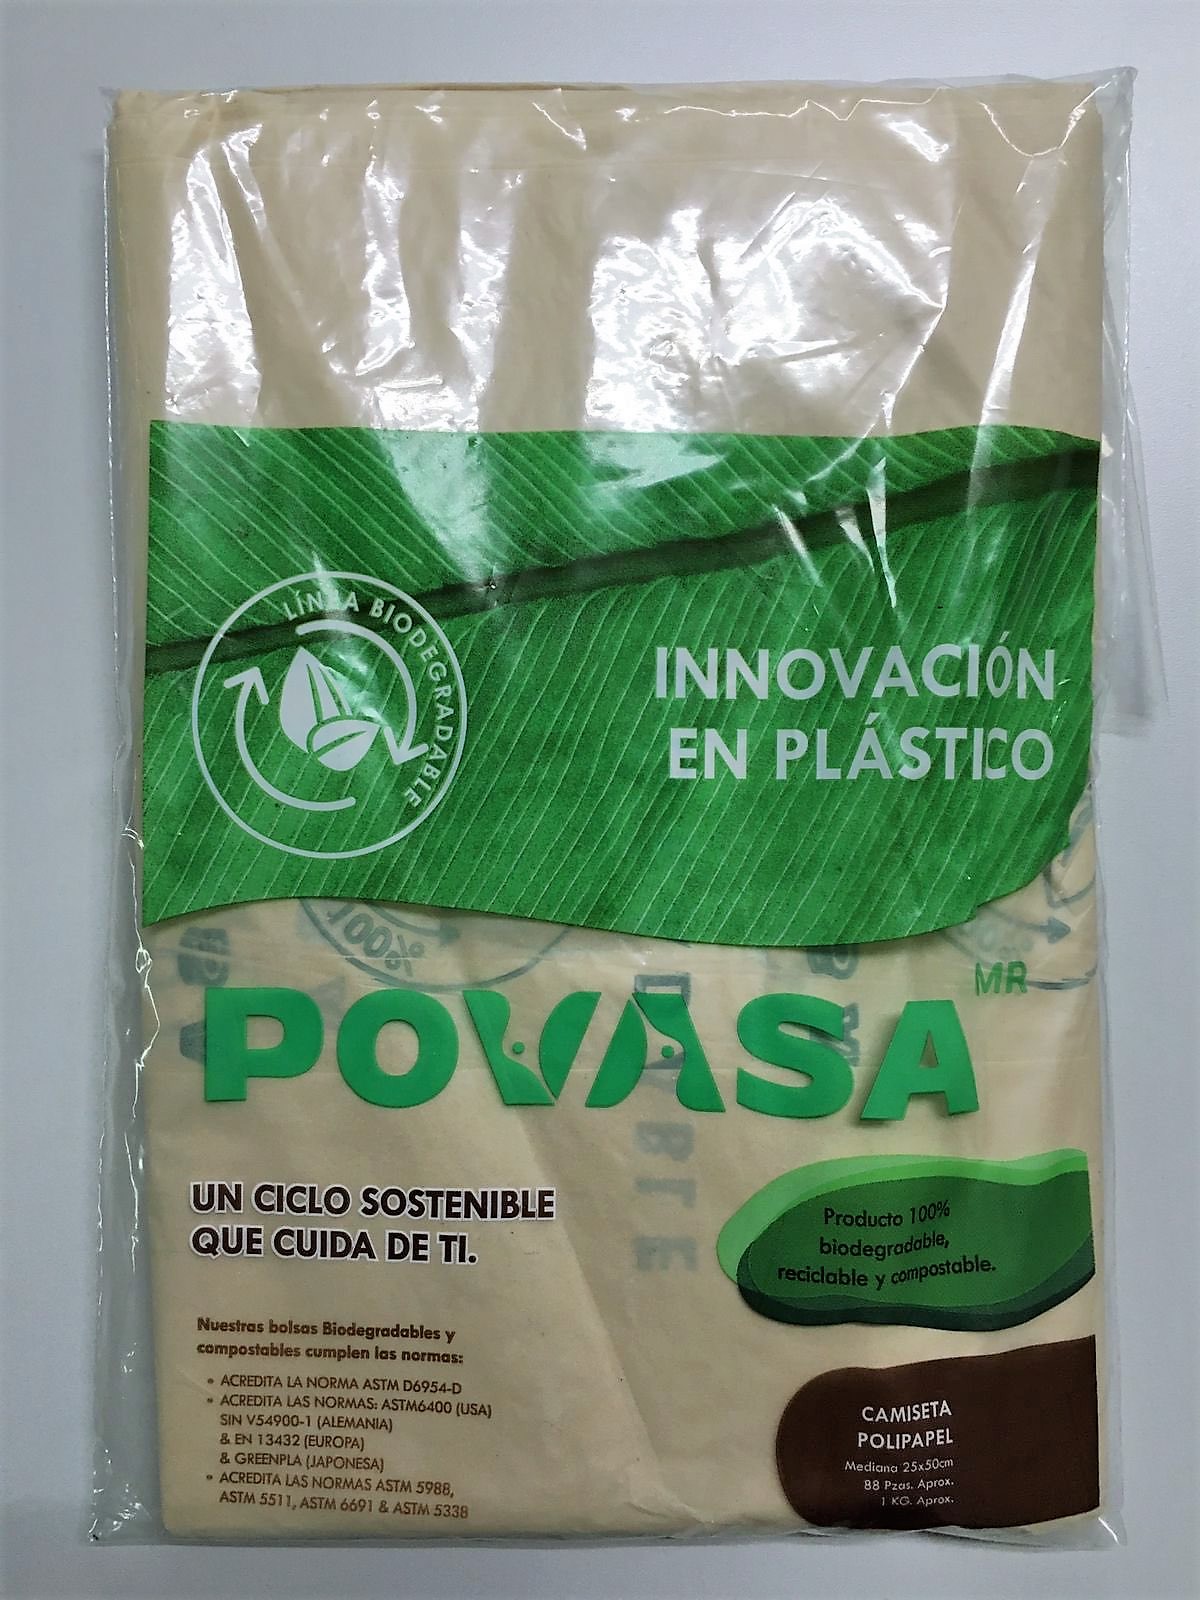 LÍNEA BIODEGRADABLE
INNOVACIÓN
EN PLÁSTICO
100%
MR
POVASA
UN CICLO SOSTENIBLE
QUE CUIDA DE TI.
Producto 100%
biodegradable,
reciclable y compostable.
Nuestras bolsas Biodegradables y
compostables cumplen las normas:
• ACREDITA LA NORMA ASTM D6954-D
• ACREDITA LAS NORMAS: ASTM6400 (USA)
SIN V54900-1 (ALEMANIA)
& EN 13432 (EUROPA)
& GREENPLA (JAPONESA)
• ACREDITA LAS NORMAS ASTM 5988,
ASTM 5511, ASTM 6691 & ASTM 5338
CAMISETA
POLIPAPEL
Mediana 25x50cm
88 Pzas. Aprox.
1 KG. Aprox.